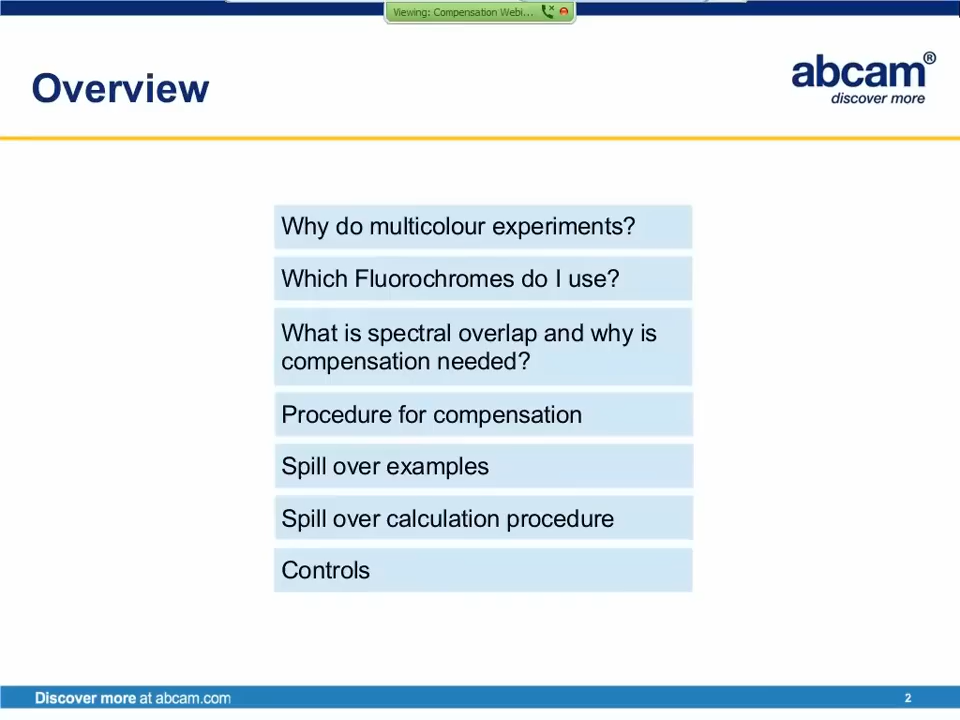 Viewing: Compensation Webi...
Overview
abcam®
discover more
Why do multicolour experiments?
Which Fluorochromes do I use?
What is spectral overlap and why is
compensation needed?
Procedure for compensation
Spill over examples
Spill over calculation procedure
Controls
Discover more at abcam.com
2